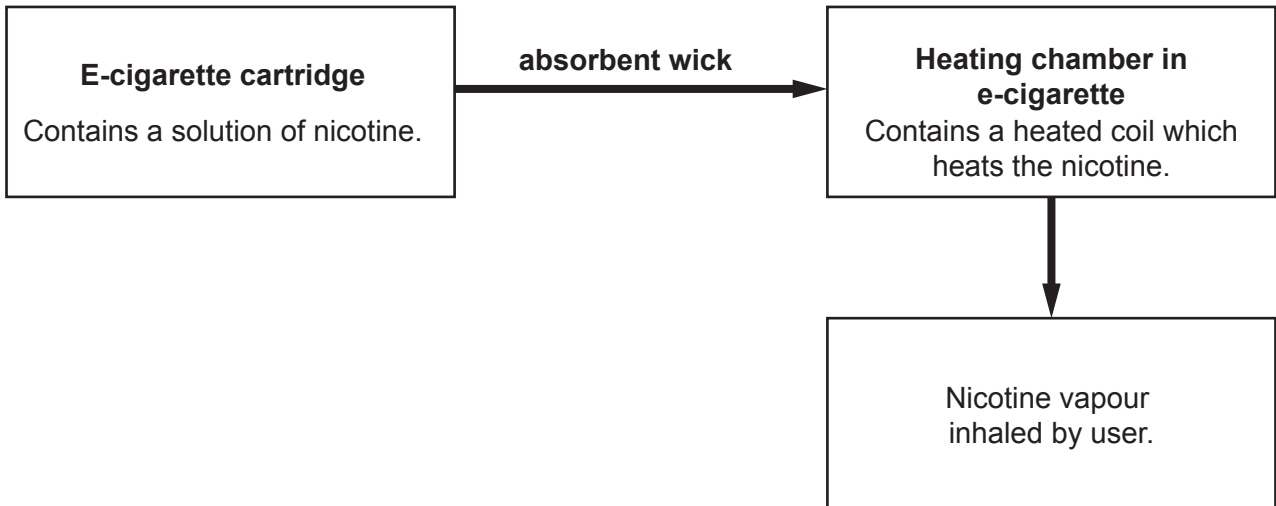 E-cigarette cartridge
Contains a solution of nicotine.
absorbent wick
Heating chamber in
e-cigarette
Contains a heated coil which
heats the nicotine.
Nicotine vapour
inhaled by user.